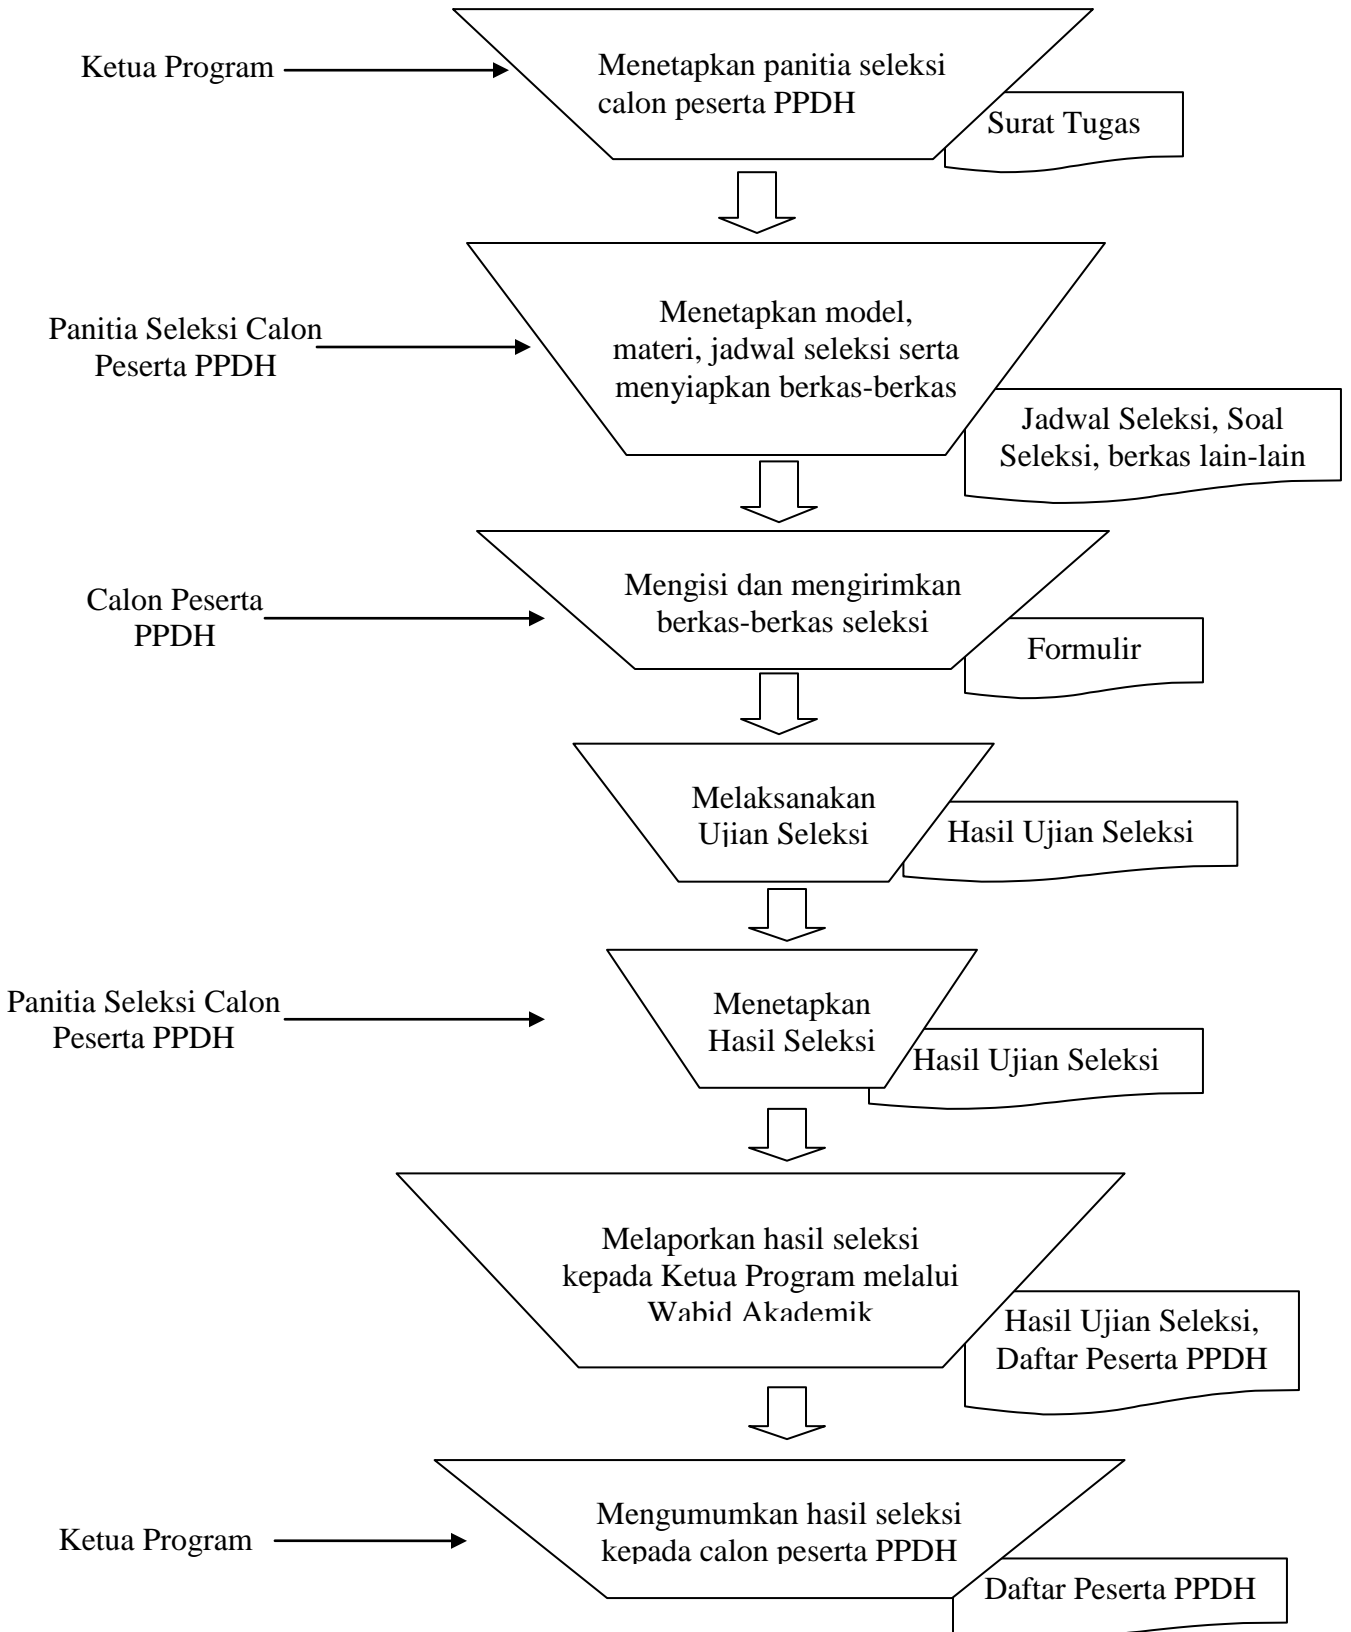 Ketua Program
Menetapkan panitia seleksi
calon peserta PPDH
Surat Tugas
Panitia Seleksi Calon
Peserta PPDH
Menetapkan model,
materi, jadwal seleksi serta
menyiapkan berkas-berkas
Jadwal Seleksi, Soal
Seleksi, berkas lain-lain
Calon Peserta
PPDH
Mengisi dan mengirimkan
berkas-berkas seleksi
Formulir
Melaksanakan
Ujian Seleksi
Hasil Ujian Seleksi
Panitia Seleksi Calon
Peserta PPDH
Menetapkan
Hasil Seleksi
Hasil Ujian Seleksi
Melaporkan hasil seleksi
kepada Ketua Program melalui
Wabid Akademik
Hasil Ujian Seleksi,
Daftar Peserta PPDH
Ketua Program
Mengumumkan hasil seleksi
kepada calon peserta PPDH
Daftar Peserta PPDH